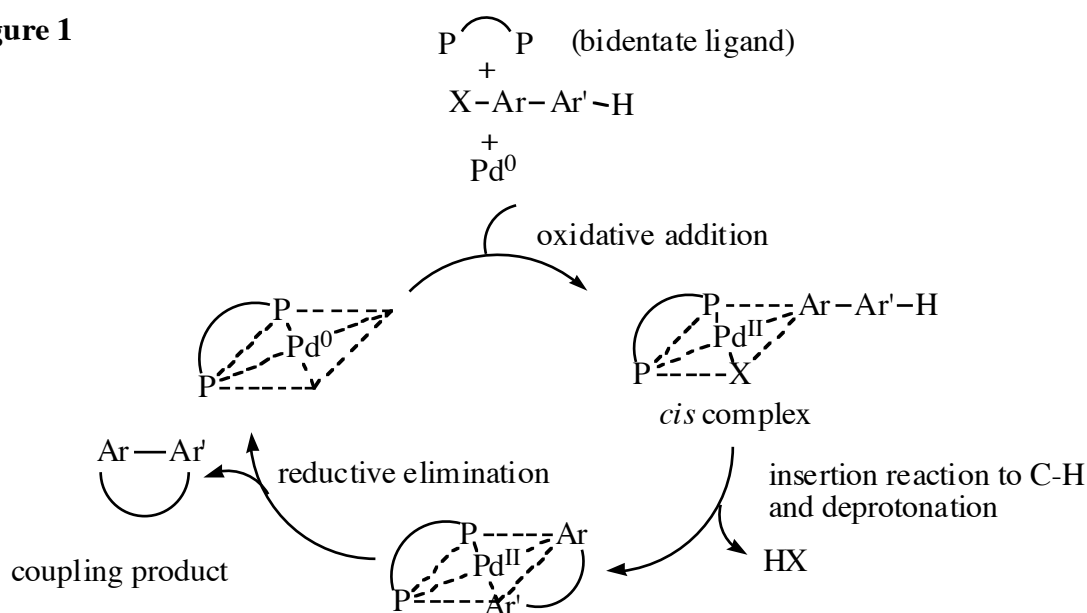 gure 1
P P (bidentate ligand)
+
X–Ar–Ar'–H
+
Pd⁰
oxidative addition
P
Pd⁰
P
P Ar–Ar'–H
Pdᴵᴵ
P X
cis complex
Ar—Ar'
reductive elimination
insertion reaction to C-H
and deprotonation
HX
coupling product
P Ar
Pdᴵᴵ
P Ar'